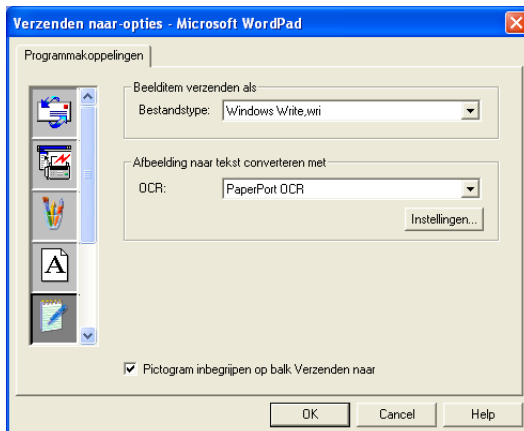 Verzenden naar-opties - Microsoft WordPad
Programmakoppelingen
Beelditem verzenden als
Bestandstype: Windows Write,wri
Afbeelding naar tekst converteren met
OCR: PaperPort OCR
Instellingen...
A
Pictogram inbegrijpen op balk Verzenden naar
OK Cancel Help